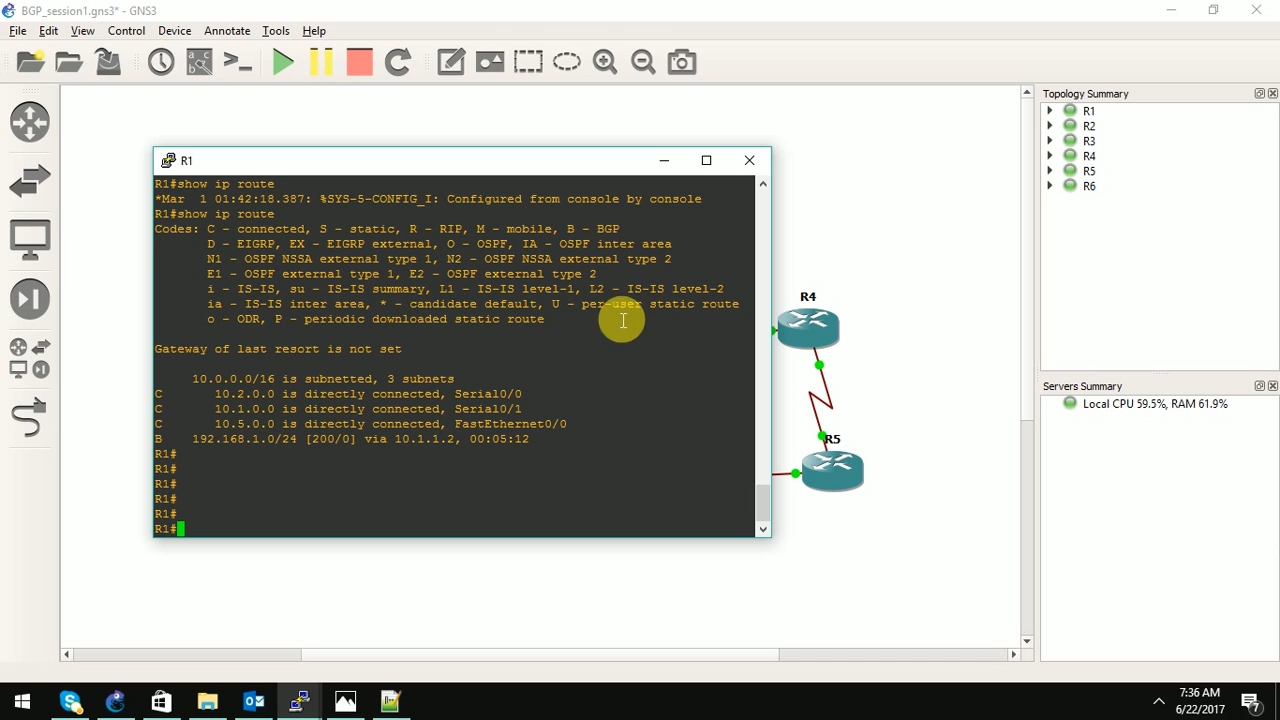 BGP_session1.gns3* - GNS3
File Edit View Control Device Annotate Tools Help
R1
R1#show ip route
*Mar  1 01:42:18.387: %SYS-5-CONFIG_I: Configured from console by console
R1#show ip route
Codes: C - connected, S - static, R - RIP, M - mobile, B - BGP
D - EIGRP, EX - EIGRP external, O - OSPF, IA - OSPF inter area
N1 - OSPF NSSA external type 1, N2 - OSPF NSSA external type 2
E1 - OSPF external type 1, E2 - OSPF external type 2
i - IS-IS, su - IS-IS summary, L1 - IS-IS level-1, L2 - IS-IS level-2
ia - IS-IS inter area, * - candidate default, U - per-user static route
o - ODR, P - periodic downloaded static route
Gateway of last resort is not set
10.0.0.0/16 is subnetted, 3 subnets
C 10.2.0.0 is directly connected, Serial0/0
C 10.1.0.0 is directly connected, Serial0/1
C 10.5.0.0 is directly connected, FastEthernet0/0
B 192.168.1.0/24 [200/0] via 10.1.1.2, 00:05:12
R1#
R1#
R1#
R1#
R1#
R1#
R4
R5
Topology Summary
R1
R2
R3
R4
R5
R6
Servers Summary
Local CPU 59.5%, RAM 61.9%
7:36 AM
6/22/2017
7